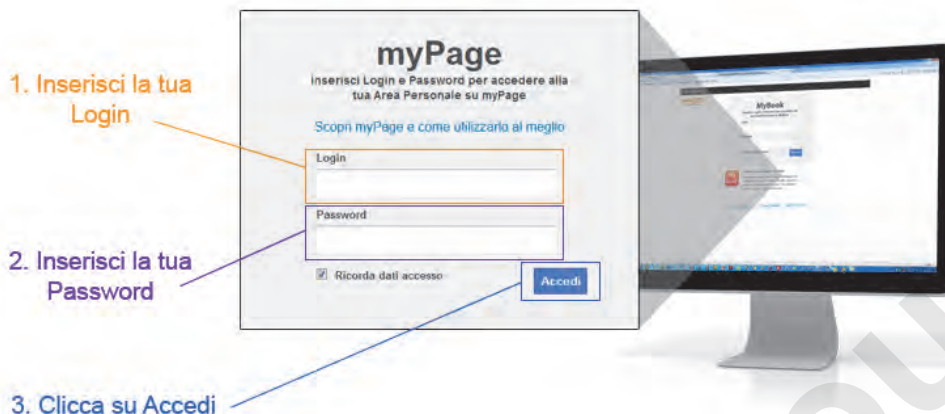 myPage
Inserisci Login e Password per accedere alla
tua Area Personale su myPage
Scopri myPage e come utilizzarla al meglio
1. Inserisci la tua
Login
Login
Password
2. Inserisci la tua
Password
Ricorda dati accesso
Accedi
3. Clicca su Accedi
MyBook